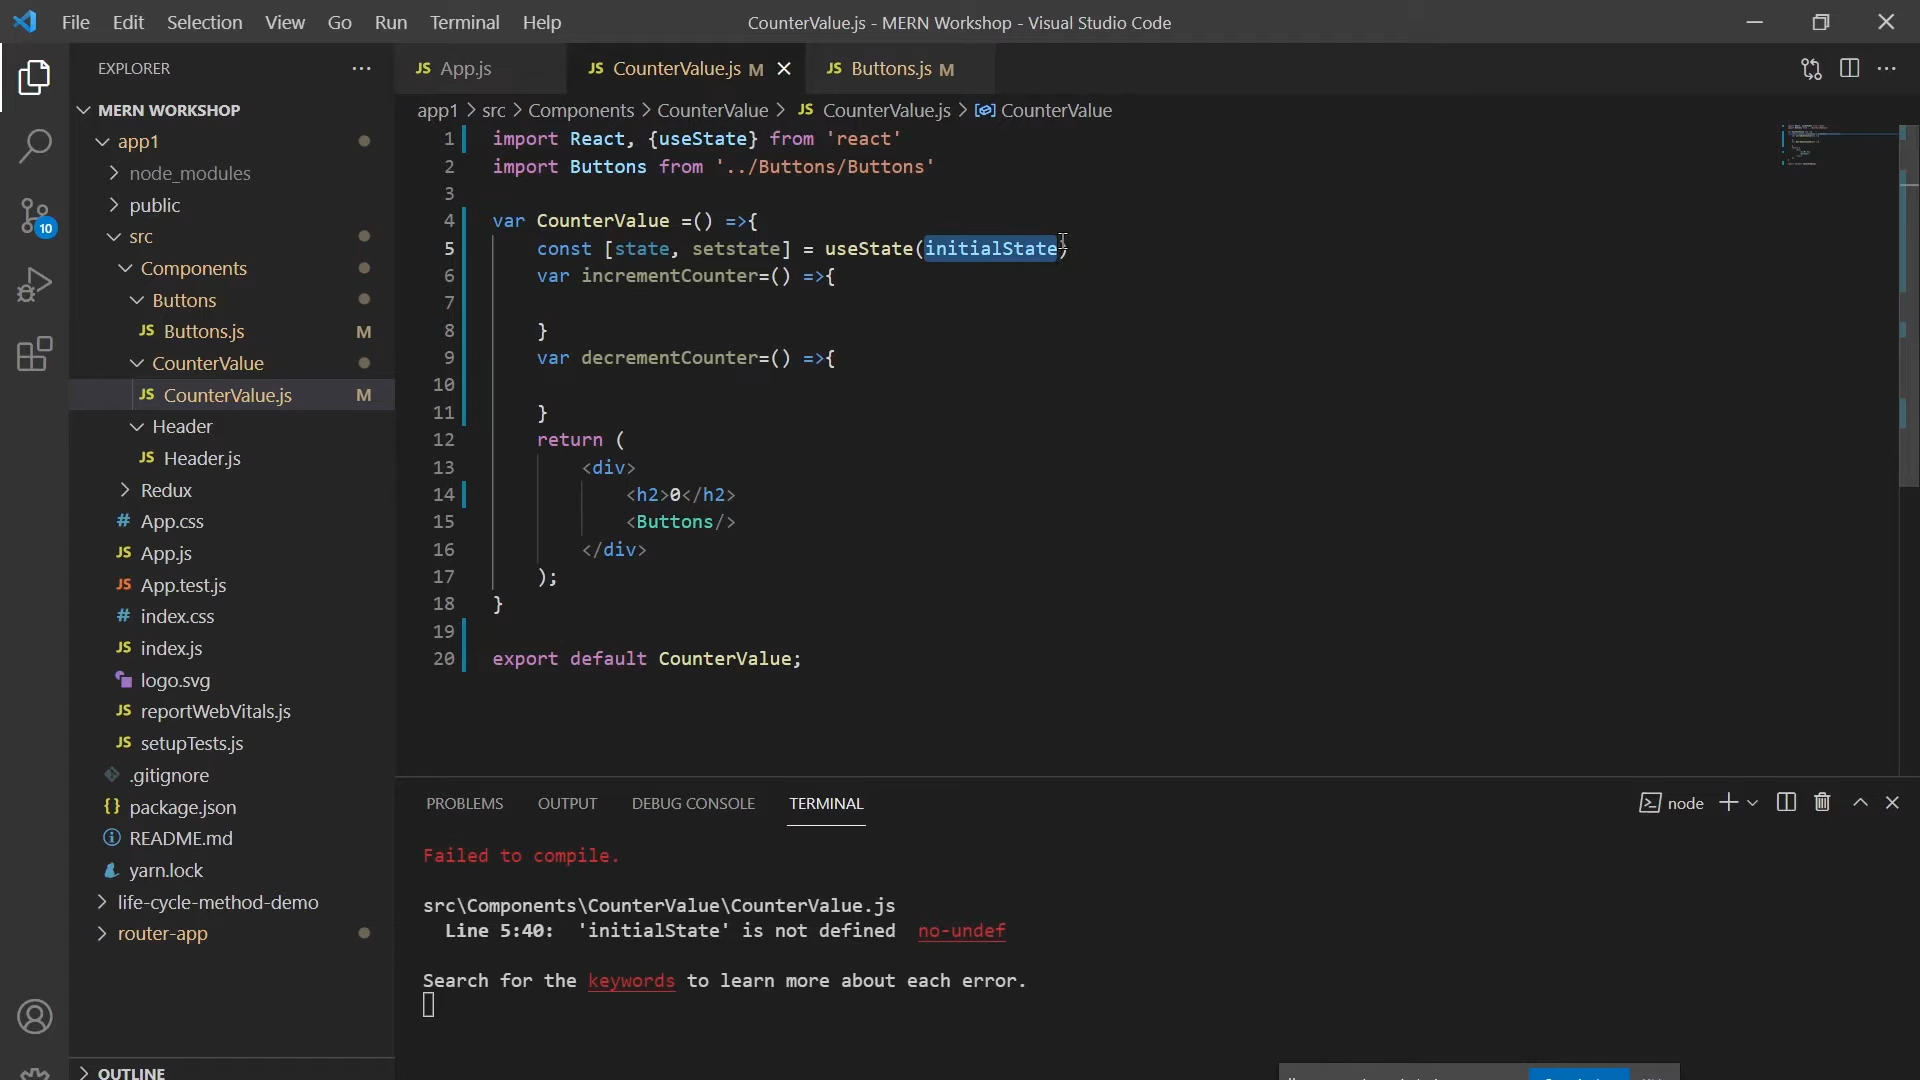 File Edit Selection View Go Run Terminal Help CounterValue.js - MERN Workshop - Visual Studio Code
EXPLORER
App.js
CounterValue.js M
Buttons.js M
MERN WORKSHOP
app1
node_modules
public
src
Components
Buttons
Buttons.js M
CounterValue
CounterValue.js M
Header
Header.js
Redux
App.css
App.js
App.test.js
index.css
index.js
logo.svg
reportWebVitals.js
setupTests.js
.gitignore
package.json
README.md
yarn.lock
life-cycle-method-demo
router-app
OUTLINE
10
app1 > src > Components > CounterValue > JS CounterValue.js > CounterValue
1 import React, {useState} from 'react'
2 import Buttons from '../Buttons/Buttons'
3
4 var CounterValue =() =>{
5 const [state, setstate] = useState(initialState)
6 var incrementCounter=() =>{
7
8 }
9 var decrementCounter=() =>{
10
11 }
12 return (
13 <div>
14 <h2>0</h2>
15 <Buttons/>
16 </div>
17 );
18 }
19
20 export default CounterValue;
PROBLEMS OUTPUT DEBUG CONSOLE TERMINAL node
Failed to compile.
src\Components\CounterValue\CounterValue.js
Line 5:40: 'initialState' is not defined no-undef
Search for the keywords to learn more about each error.